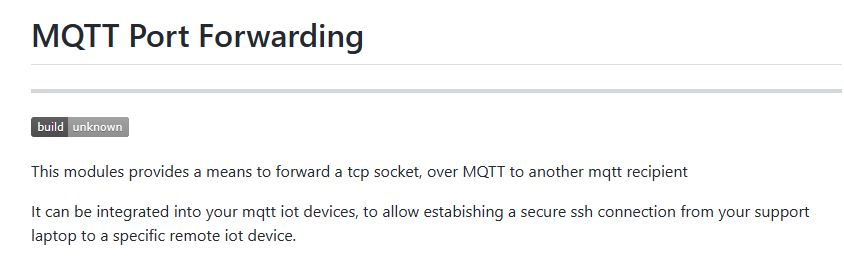 MQTT Port Forwarding
build unknown
This modules provides a means to forward a tcp socket, over MQTT to another mqtt recipient
It can be integrated into your mqtt iot devices, to allow estabishing a secure ssh connection from your support
laptop to a specific remote iot device.